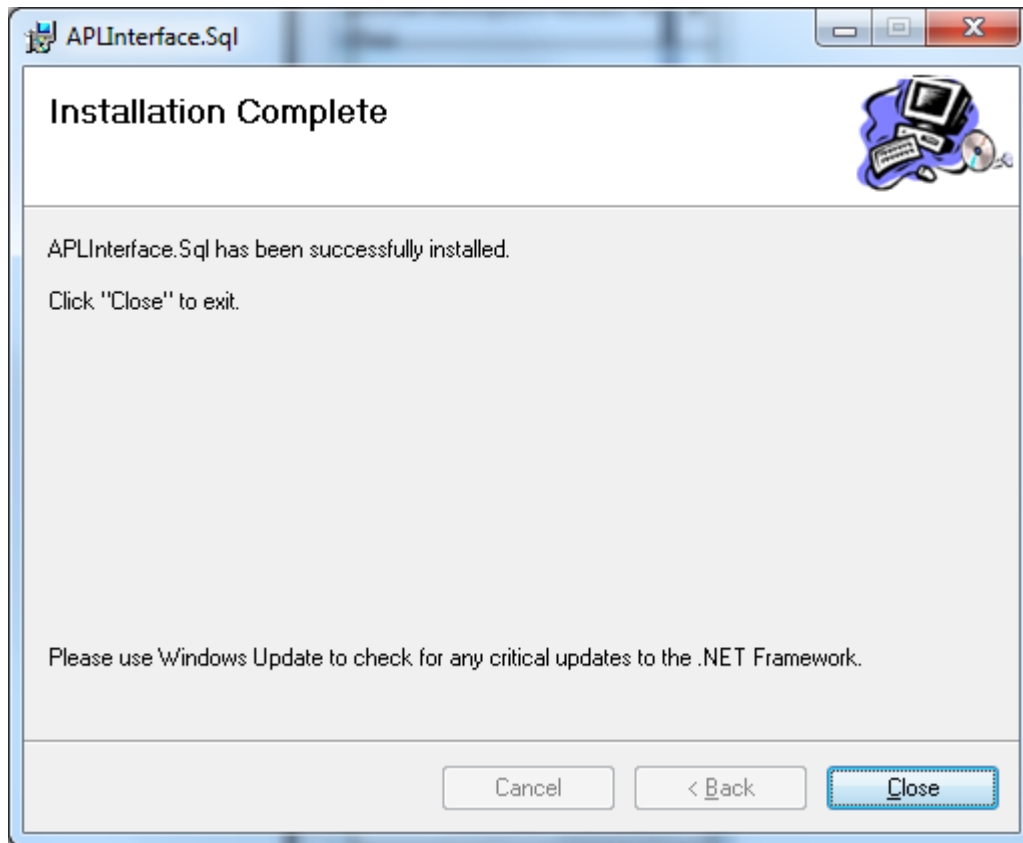 APLInterface.Sql
Installation Complete
APLInterface.Sql has been successfully installed.
Click "Close" to exit.
Please use Windows Update to check for any critical updates to the .NET Framework.
Cancel
< Back
Close